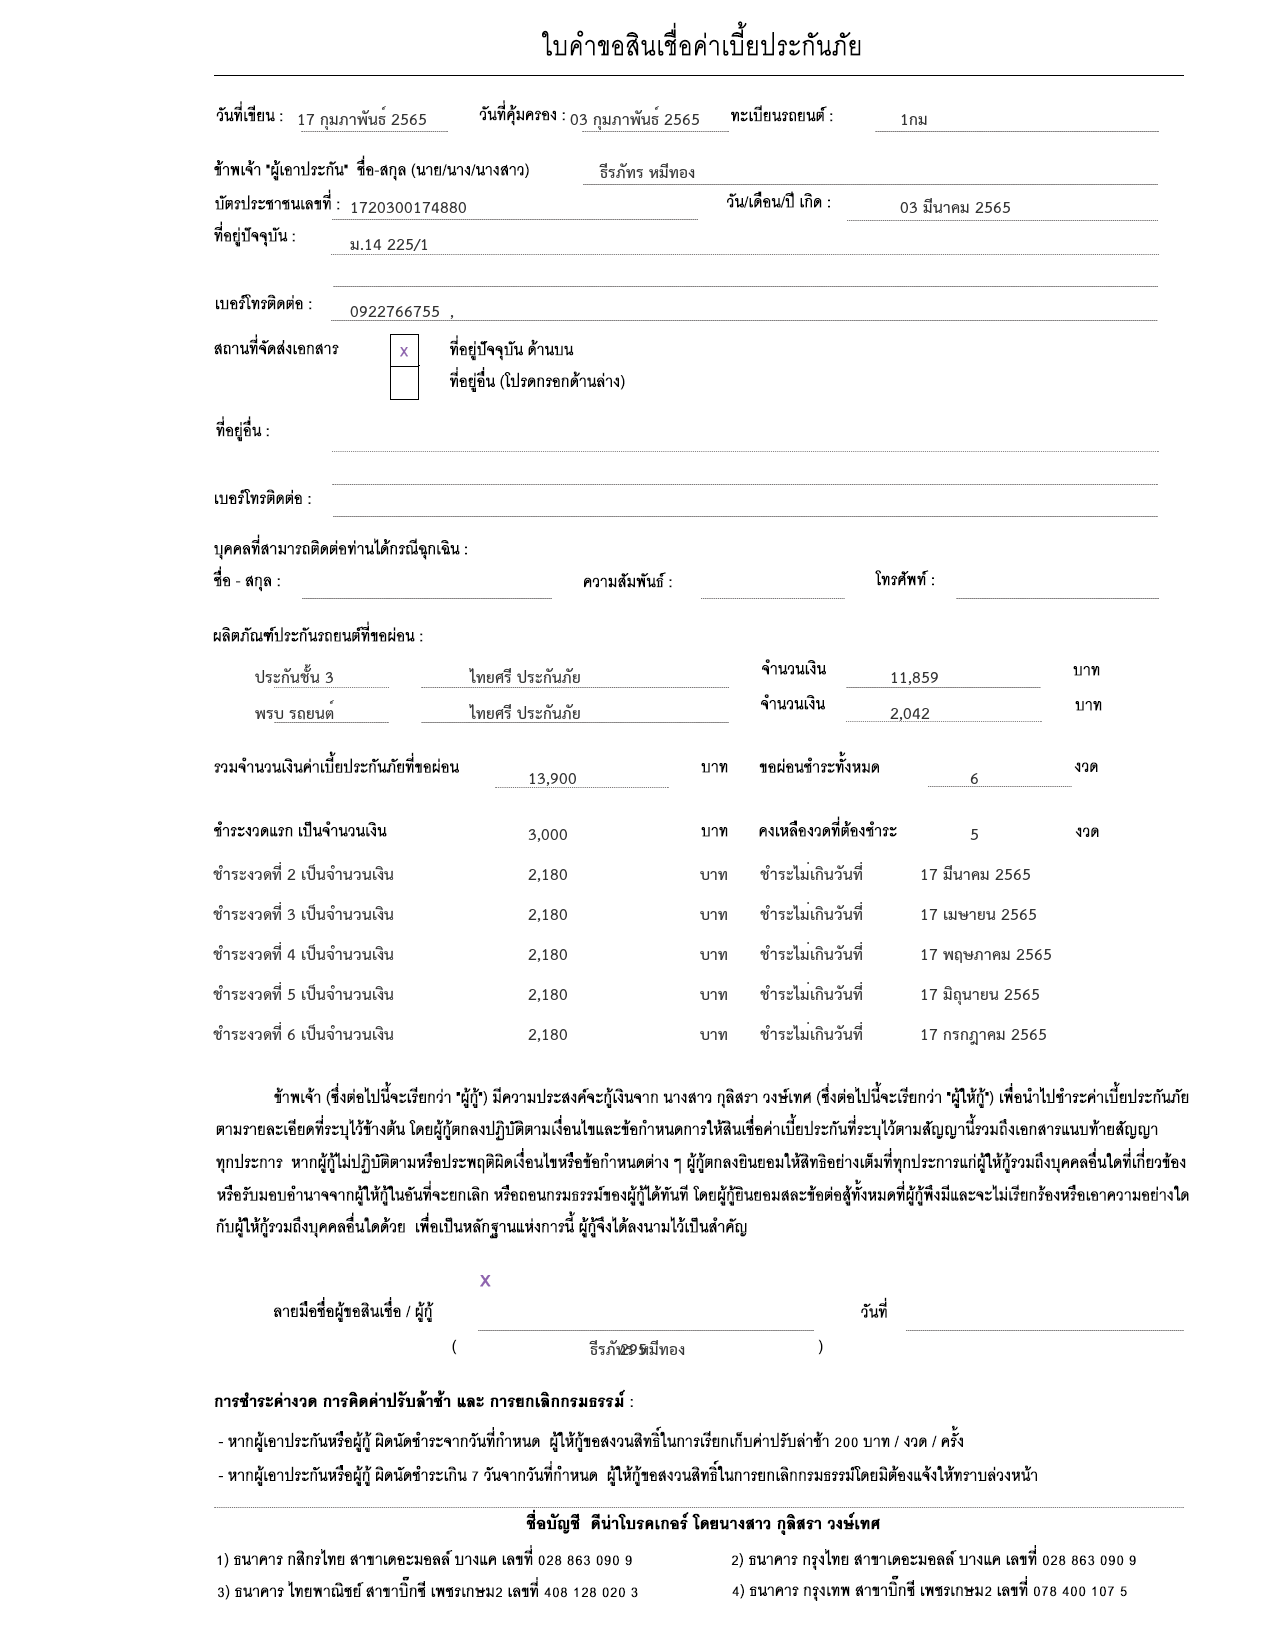 ใบคำขอสินเชื่อค่าเบี้ยประกันภัย
วันที่เขียน : 17 กุมภาพันธ์ 2565 วันที่คุ้มครอง : 03 กุมภาพันธ์ 2565 ทะเบียนรถยนต์ : 1กม
ข้าพเจ้า "ผู้เอาประกัน" ชื่อ-สกุล (นาย/นาง/นางสาว) ธีรภัทร หมีทอง
บัตรประชาชนเลขที่ : 1720300174880 วัน/เดือน/ปี เกิด : 03 มีนาคม 2565
ที่อยู่ปัจจุบัน : ม.14 225/1
เบอร์โทรติดต่อ : 0922766755 ,
สถานที่จัดส่งเอกสาร x ที่อยู่ปัจจุบัน ด้านบน
ที่อยู่อื่น (โปรดกรอกด้านล่าง)
ที่อยู่อื่น :
เบอร์โทรติดต่อ :
บุคคลที่สามารถติดต่อท่านได้กรณีฉุกเฉิน :
ชื่อ - สกุล : ความสัมพันธ์ : โทรศัพท์ :
ผลิตภัณฑ์ประกันรถยนต์ที่ขอผ่อน :
ประกันชั้น 3 ไทยศรี ประกันภัย จำนวนเงิน 11,859 บาท
พรบ รถยนต์ ไทยศรี ประกันภัย จำนวนเงิน 2,042 บาท
รวมจำนวนเงินค่าเบี้ยประกันภัยที่ขอผ่อน 13,900 บาท ขอผ่อนชำระทั้งหมด 6 งวด
ชำระงวดแรก เป็นจำนวนเงิน 3,000 บาท คงเหลืองวดที่ต้องชำระ 5 งวด
ชำระงวดที่ 2 เป็นจำนวนเงิน 2,180 บาท ชำระไม่เกินวันที่ 17 มีนาคม 2565
ชำระงวดที่ 3 เป็นจำนวนเงิน 2,180 บาท ชำระไม่เกินวันที่ 17 เมษายน 2565
ชำระงวดที่ 4 เป็นจำนวนเงิน 2,180 บาท ชำระไม่เกินวันที่ 17 พฤษภาคม 2565
ชำระงวดที่ 5 เป็นจำนวนเงิน 2,180 บาท ชำระไม่เกินวันที่ 17 มิถุนายน 2565
ชำระงวดที่ 6 เป็นจำนวนเงิน 2,180 บาท ชำระไม่เกินวันที่ 17 กรกฎาคม 2565
ข้าพเจ้า (ซึ่งต่อไปนี้จะเรียกว่า "ผู้กู้") มีความประสงค์จะกู้เงินจาก นางสาว กุลิสรา วงษ์เทศ (ซึ่งต่อไปนี้จะเรียกว่า "ผู้ให้กู้") เพื่อนำไปชำระค่าเบี้ยประกันภัย
ตามรายละเอียดที่ระบุไว้ข้างต้น โดยผู้กู้ตกลงปฏิบัติตามเงื่อนไขและข้อกำหนดการให้สินเชื่อค่าเบี้ยประกันที่ระบุไว้ตามสัญญานี้รวมถึงเอกสารแนบท้ายสัญญา
ทุกประการ หากผู้กู้ไม่ปฏิบัติตามหรือประพฤติผิดเงื่อนไขหรือข้อกำหนดต่าง ๆ ผู้กู้ตกลงยินยอมให้สิทธิอย่างเต็มที่ทุกประการแก่ผู้ให้กู้รวมถึงบุคคลอื่นใดที่เกี่ยวข้อง
หรือรับมอบอำนาจจากผู้ให้กู้ในอันที่จะยกเลิก หรือถอนกรมธรรม์ของผู้กู้ได้ทันที โดยผู้กู้ยินยอมสละข้อต่อสู้ทั้งหมดที่ผู้กู้พึงมีและจะไม่เรียกร้องหรือเอาความอย่างใด
กับผู้ให้กู้รวมถึงบุคคลอื่นใดด้วย เพื่อเป็นหลักฐานแห่งการนี้ ผู้กู้จึงได้ลงนามไว้เป็นสำคัญ
x
ลายมือชื่อผู้ขอสินเชื่อ / ผู้กู้ วันที่
( ธีรภัทร หมีทอง )
การชำระค่างวด การคิดค่าปรับล้าช้า และ การยกเลิกกรมธรรม์ :
- หากผู้เอาประกันหรือผู้กู้ ผิดนัดชำระจากวันที่กำหนด ผู้ให้กู้ขอสงวนสิทธิ์ในการเรียกเก็บค่าปรับล่าช้า 200 บาท / งวด / ครั้ง
- หากผู้เอาประกันหรือผู้กู้ ผิดนัดชำระเกิน 7 วันจากวันที่กำหนด ผู้ให้กู้ขอสงวนสิทธิ์ในการยกเลิกกรมธรรม์โดยมิต้องแจ้งให้ทราบล่วงหน้า
ชื่อบัญชี ดีน่าโบรคเกอร์ โดยนางสาว กุลิสรา วงษ์เทศ
1) ธนาคาร กสิกรไทย สาขาเดอะมอลล์ บางแค เลขที่ 028 863 090 9 2) ธนาคาร กรุงไทย สาขาเดอะมอลล์ บางแค เลขที่ 028 863 090 9
3) ธนาคาร ไทยพาณิชย์ สาขาบิ๊กซี เพชรเกษม2 เลขที่ 408 128 020 3 4) ธนาคาร กรุงเทพ สาขาบิ๊กซี เพชรเกษม2 เลขที่ 078 400 107 5